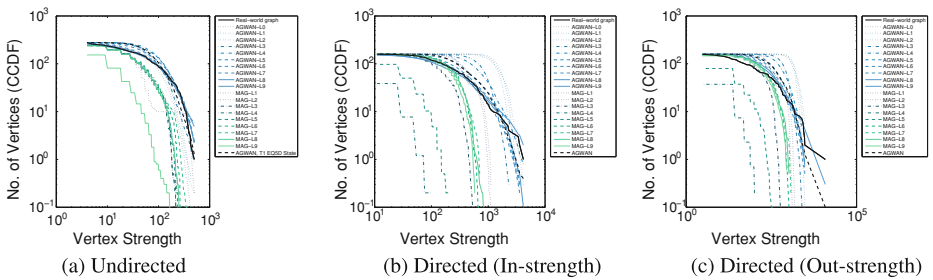 No. of Vertices (CCDF)
10³
10²
10¹
10⁰
10⁻¹
10⁰
10¹
10²
10³
Vertex Strength
Real-world graph
AGWAN-L0
AGWAN-L1
AGWAN-L2
AGWAN-L3
AGWAN-L4
AGWAN-L5
AGWAN-L6
AGWAN-L7
AGWAN-L8
AGWAN-L9
MAG-L1
MAG-L2
MAG-L3
MAG-L4
MAG-L5
MAG-L6
MAG-L7
MAG-L8
MAG-L9
AGWAN, T1 EQ5D State
(a) Undirected
No. of Vertices (CCDF)
10³
10²
10¹
10⁰
10⁻¹
10¹
10²
10³
10⁴
Vertex Strength
Real-world graph
AGWAN-L0
AGWAN-L1
AGWAN-L2
AGWAN-L3
AGWAN-L4
AGWAN-L5
AGWAN-L6
AGWAN-L7
AGWAN-L8
AGWAN-L9
MAG-L1
MAG-L2
MAG-L3
MAG-L4
MAG-L5
MAG-L6
MAG-L7
MAG-L8
MAG-L9
AGWAN
(b) Directed (In-strength)
No. of Vertices (CCDF)
10³
10²
10¹
10⁰
10⁻¹
10⁰
10⁵
Vertex Strength
Real-world graph
AGWAN-L0
AGWAN-L1
AGWAN-L2
AGWAN-L3
AGWAN-L4
AGWAN-L5
AGWAN-L6
AGWAN-L7
AGWAN-L8
AGWAN-L9
MAG-L1
MAG-L2
MAG-L3
MAG-L4
MAG-L5
MAG-L6
MAG-L7
MAG-L8
MAG-L9
AGWAN
(c) Directed (Out-strength)